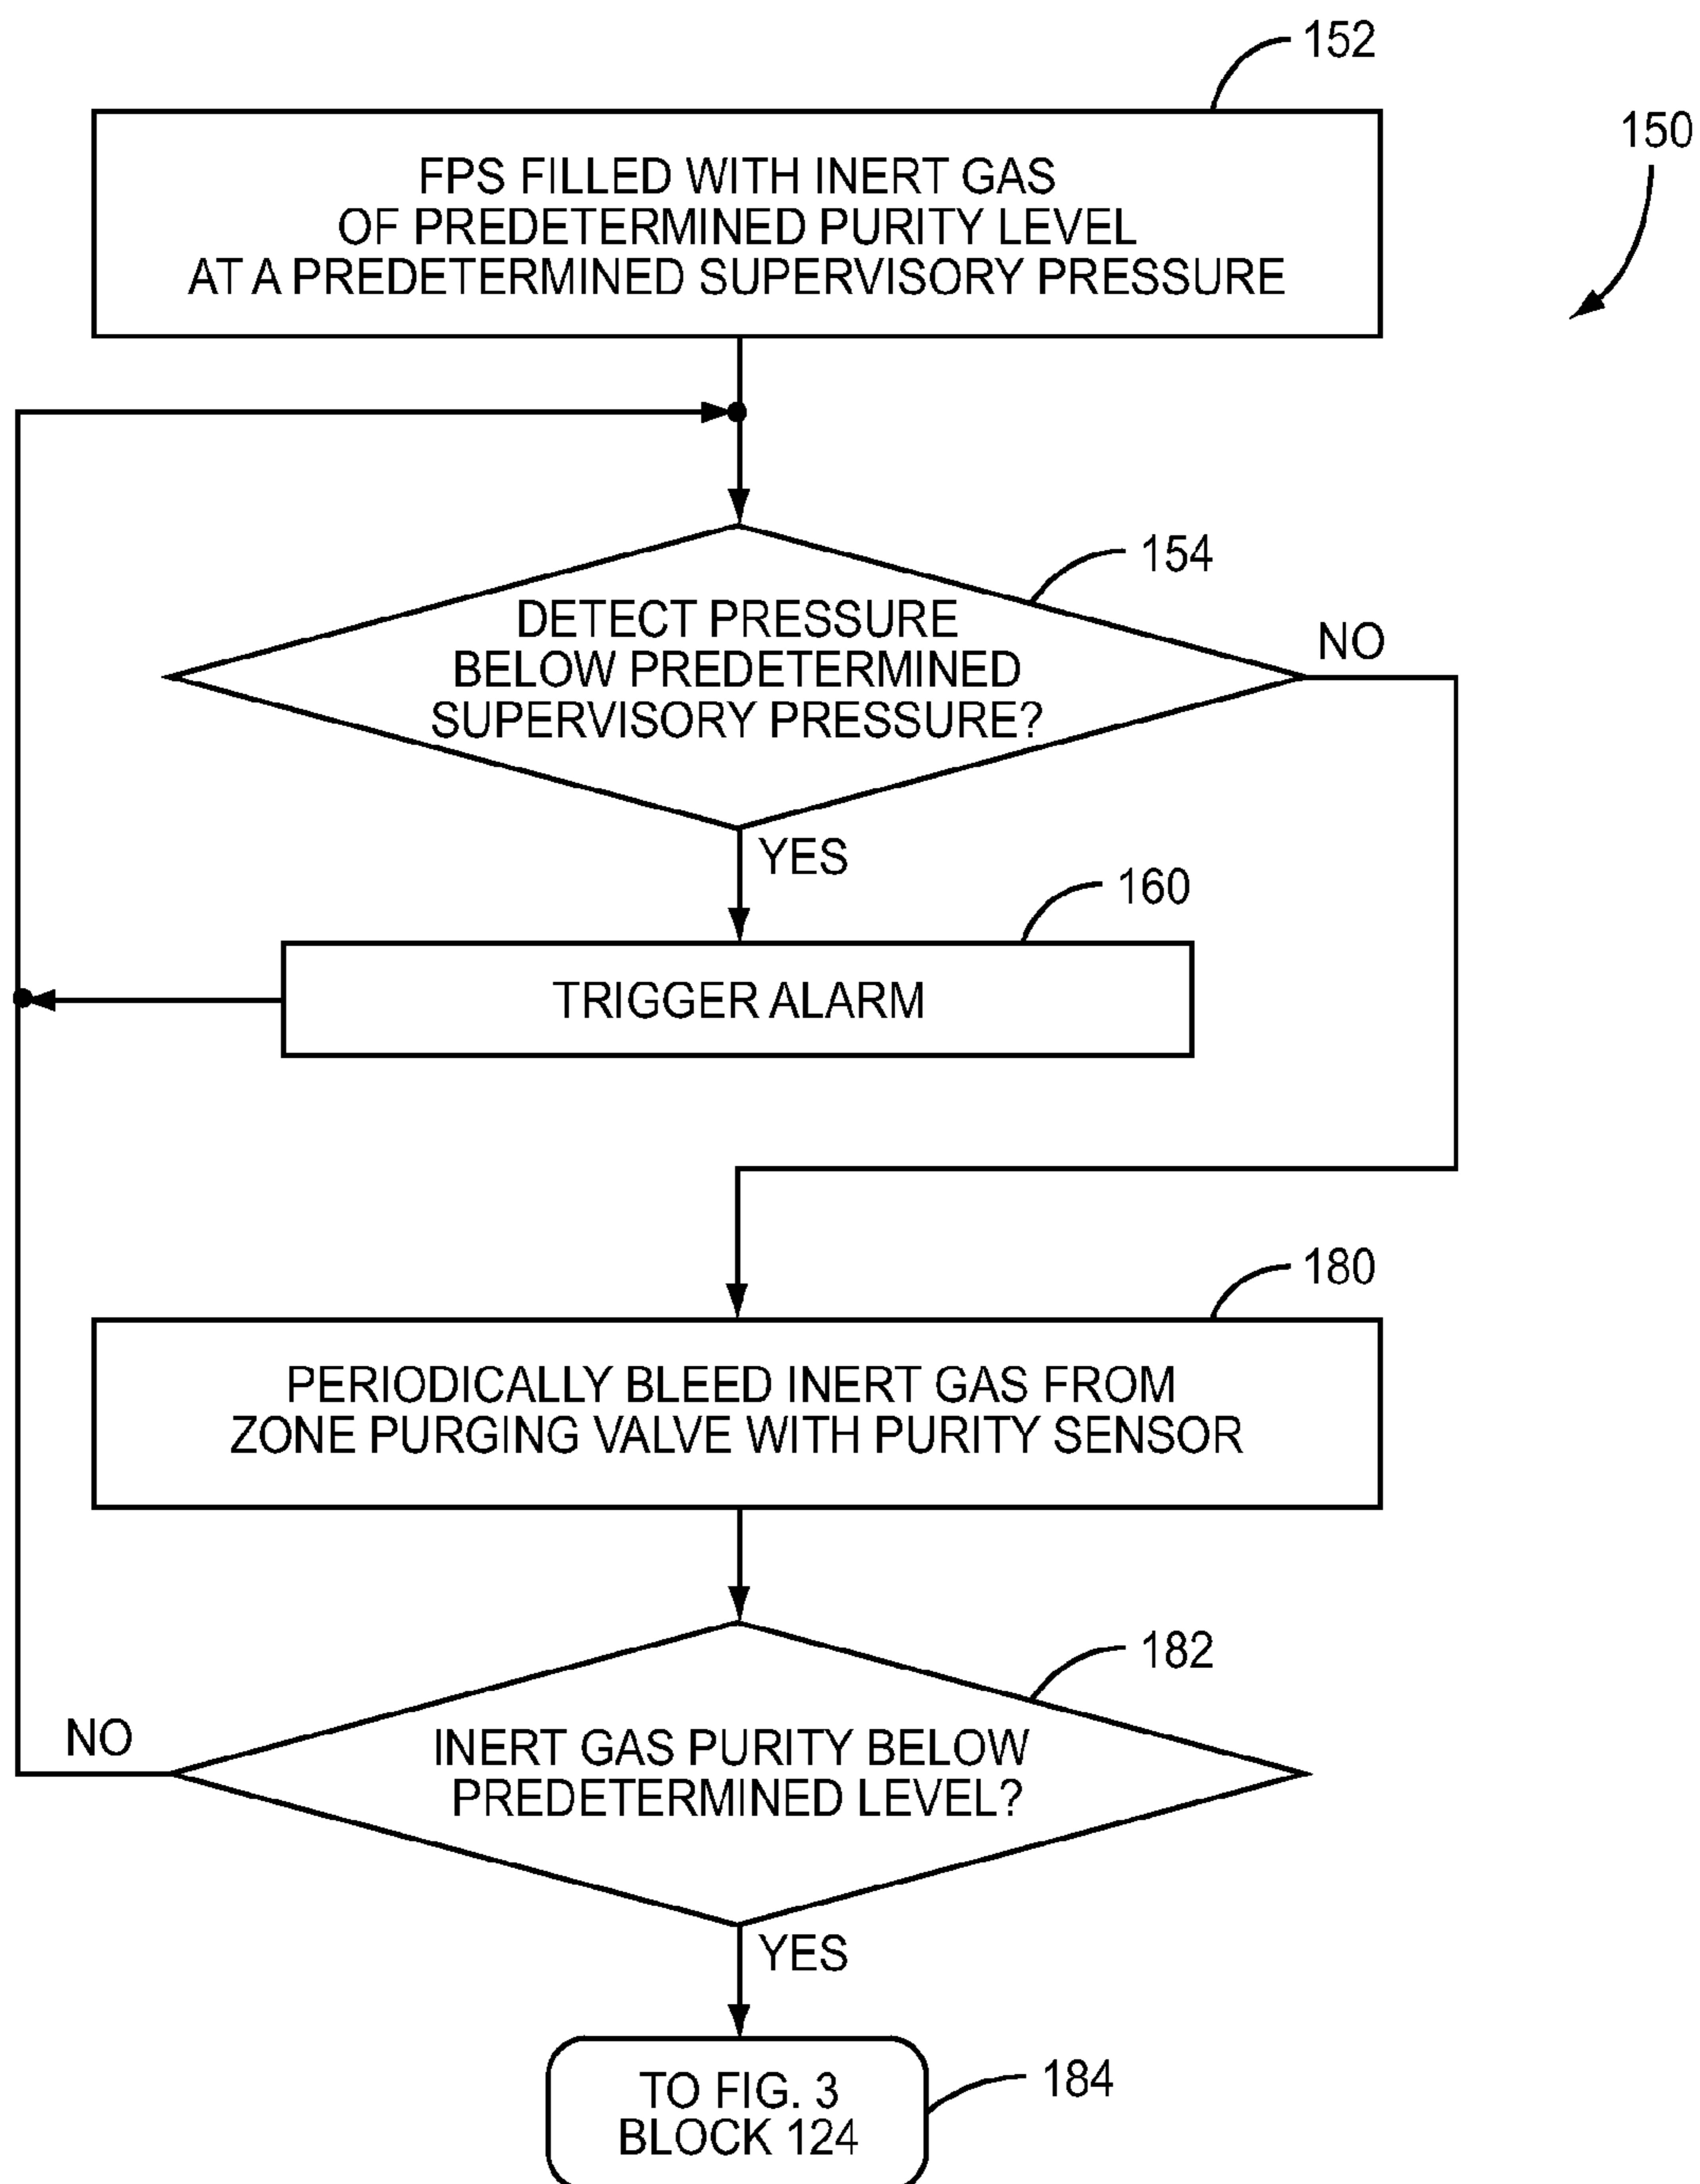 152
150
FPS FILLED WITH INERT GAS
OF PREDETERMINED PURITY LEVEL
AT A PREDETERMINED SUPERVISORY PRESSURE
154
DETECT PRESSURE
BELOW PREDETERMINED
SUPERVISORY PRESSURE?
NO
YES
160
TRIGGER ALARM
180
PERIODICALLY BLEED INERT GAS FROM
ZONE PURGING VALVE WITH PURITY SENSOR
182
NO
INERT GAS PURITY BELOW
PREDETERMINED LEVEL?
YES
184
TO FIG. 3
BLOCK 124